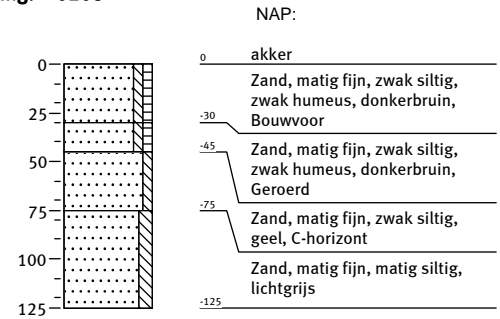 NAP:
0
akker
Zand, matig fijn, zwak siltig,
zwak humeus, donkerbruin,
Bouwvoor
-30
Zand, matig fijn, zwak siltig,
zwak humeus, donkerbruin,
Geroerd
-45
Zand, matig fijn, zwak siltig,
geel, C-horizont
-75
Zand, matig fijn, matig siltig,
lichtgrijs
-125
0
25
50
75
100
125